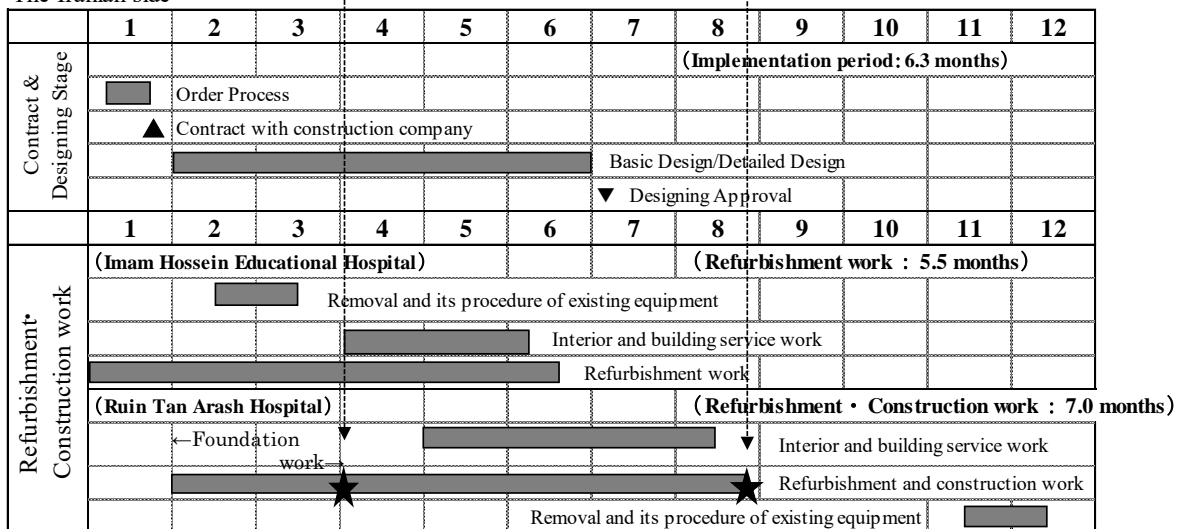 1 2 3 4 5 6 7 8 9 10 11 12
Contract &
Designing Stage
(Implementation period: 6.3 months)
Order Process
Contract with construction company
Basic Design/Detailed Design
Designing Approval
1 2 3 4 5 6 7 8 9 10 11 12
Refurbishment・
Construction work
(Imam Hossein Educational Hospital) (Refurbishment work : 5.5 months)
Removal and its procedure of existing equipment
Interior and building service work
Refurbishment work
(Ruin Tan Arash Hospital) (Refurbishment・Construction work : 7.0 months)
←Foundation
work→
Interior and building service work
Refurbishment and construction work
Removal and its procedure of existing equipment